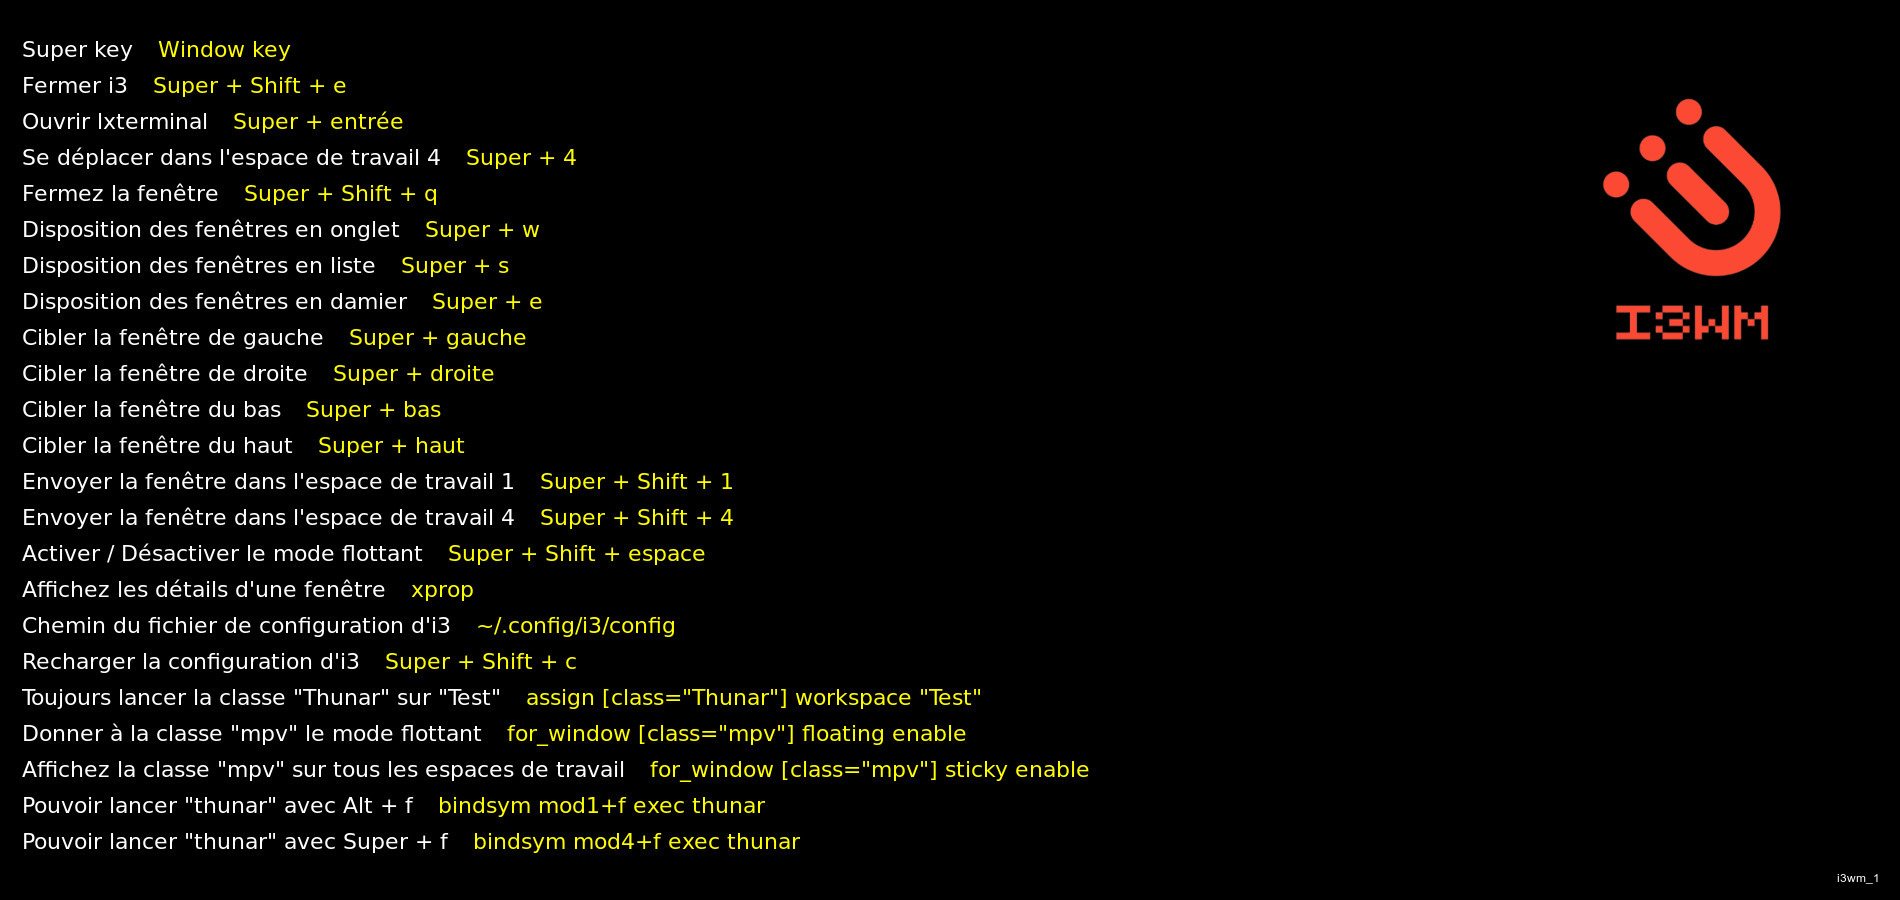 Super key Window key
Fermer i3 Super + Shift + e
Ouvrir lxterminal Super + entrée
Se déplacer dans l'espace de travail 4 Super + 4
Fermez la fenêtre Super + Shift + q
Disposition des fenêtres en onglet Super + w
Disposition des fenêtres en liste Super + s
Disposition des fenêtres en damier Super + e
Cibler la fenêtre de gauche Super + gauche
Cibler la fenêtre de droite Super + droite
Cibler la fenêtre du bas Super + bas
Cibler la fenêtre du haut Super + haut
Envoyer la fenêtre dans l'espace de travail 1 Super + Shift + 1
Envoyer la fenêtre dans l'espace de travail 4 Super + Shift + 4
Activer / Désactiver le mode flottant Super + Shift + espace
Affichez les détails d'une fenêtre xprop
Chemin du fichier de configuration d'i3 ~/.config/i3/config
Recharger la configuration d'i3 Super + Shift + c
Toujours lancer la classe "Thunar" sur "Test" assign [class="Thunar"] workspace "Test"
Donner à la classe "mpv" le mode flottant for_window [class="mpv"] floating enable
Affichez la classe "mpv" sur tous les espaces de travail for_window [class="mpv"] sticky enable
Pouvoir lancer "thunar" avec Alt + f bindsym mod1+f exec thunar
Pouvoir lancer "thunar" avec Super + f bindsym mod4+f exec thunar
I3WM
i3wm_1